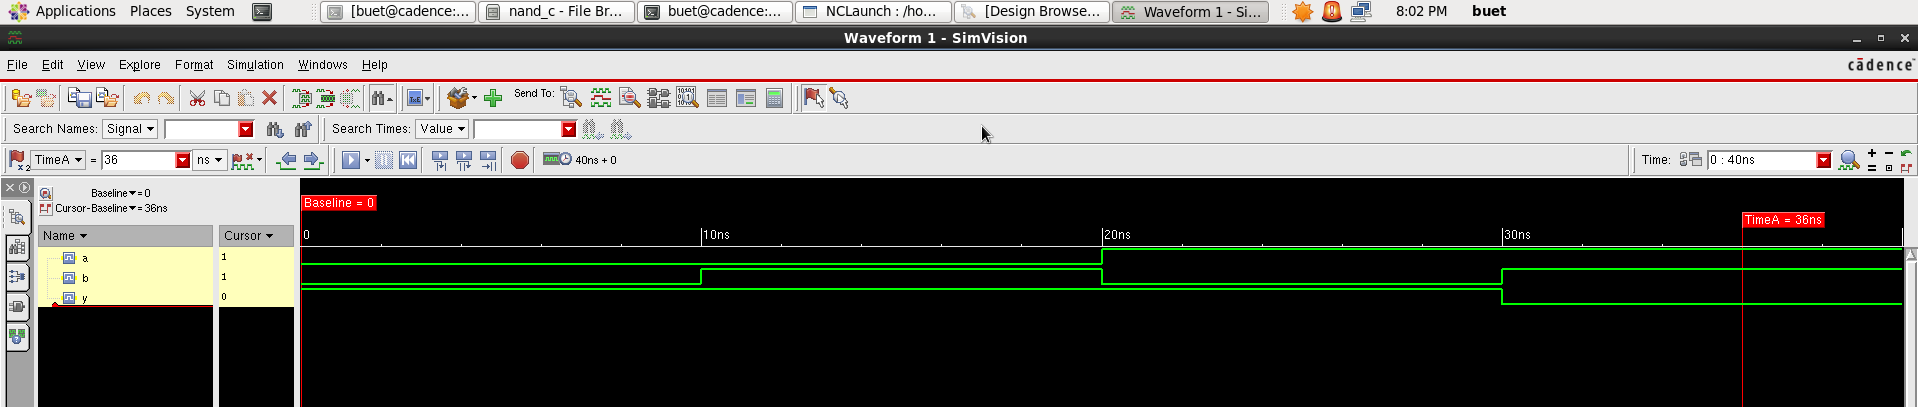 Applications Places System [buet@cadence:... nand_c - File Br... buet@cadence:... NCLaunch : /ho... [Design Browse... Waveform 1 - Si... 8:02 PM buet
Waveform 1 - SimVision
File Edit View Explore Format Simulation Windows Help cādence
Send To:
Search Names: Signal Search Times: Value
x2 TimeA = 36 ns 40ns + 0 Time: 0 : 40ns
Baseline = 0
Cursor-Baseline = 36ns
Baseline = 0
TimeA = 36ns
Name Cursor 0 10ns 20ns 30ns
a 1
b 1
y 0